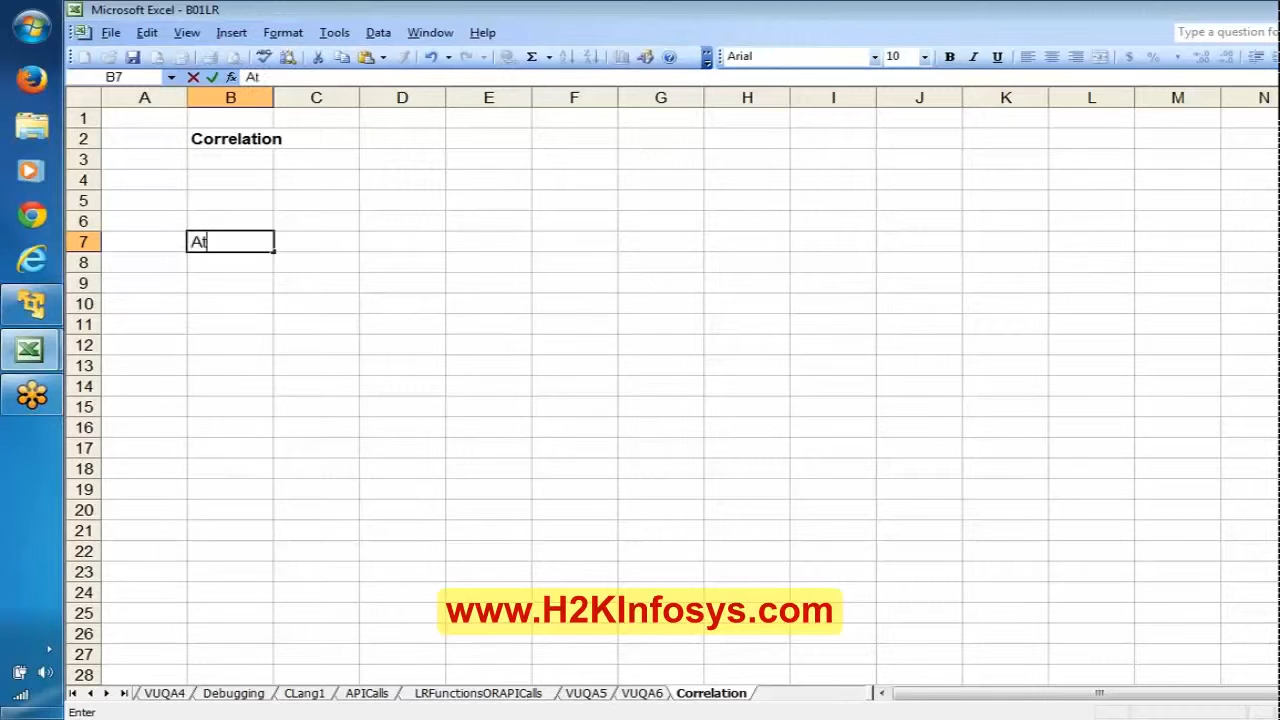 Microsoft Excel - B01LR
File Edit View Insert Format Tools Data Window Help
Type a question fo
Arial 10 B I U $ %
B7 fx At
A B C D E F G H I J K L M N
1
2 Correlation
3
4
5
6
7 At
8
9
10
11
12
13
14
15
16
17
18
19
20
21
22
23
24
www.H2KInfosys.com
25
26
27
28
VUQA4 Debugging CLang1 APICalls LRFunctionsORAPICalls VUQA5 VUQA6 Correlation
Enter